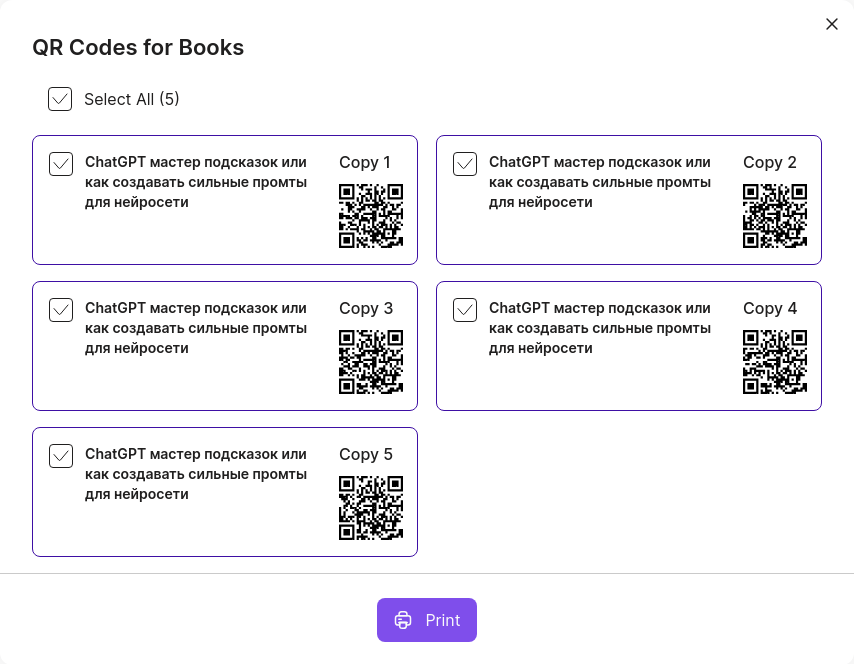 QR Codes for Books
Select All (5)
ChatGPT мастер подсказок или
как создавать сильные промты
для нейросети
Copy 1
ChatGPT мастер подсказок или
как создавать сильные промты
для нейросети
Copy 2
ChatGPT мастер подсказок или
как создавать сильные промты
для нейросети
Copy 3
ChatGPT мастер подсказок или
как создавать сильные промты
для нейросети
Copy 4
ChatGPT мастер подсказок или
как создавать сильные промты
для нейросети
Copy 5
Print